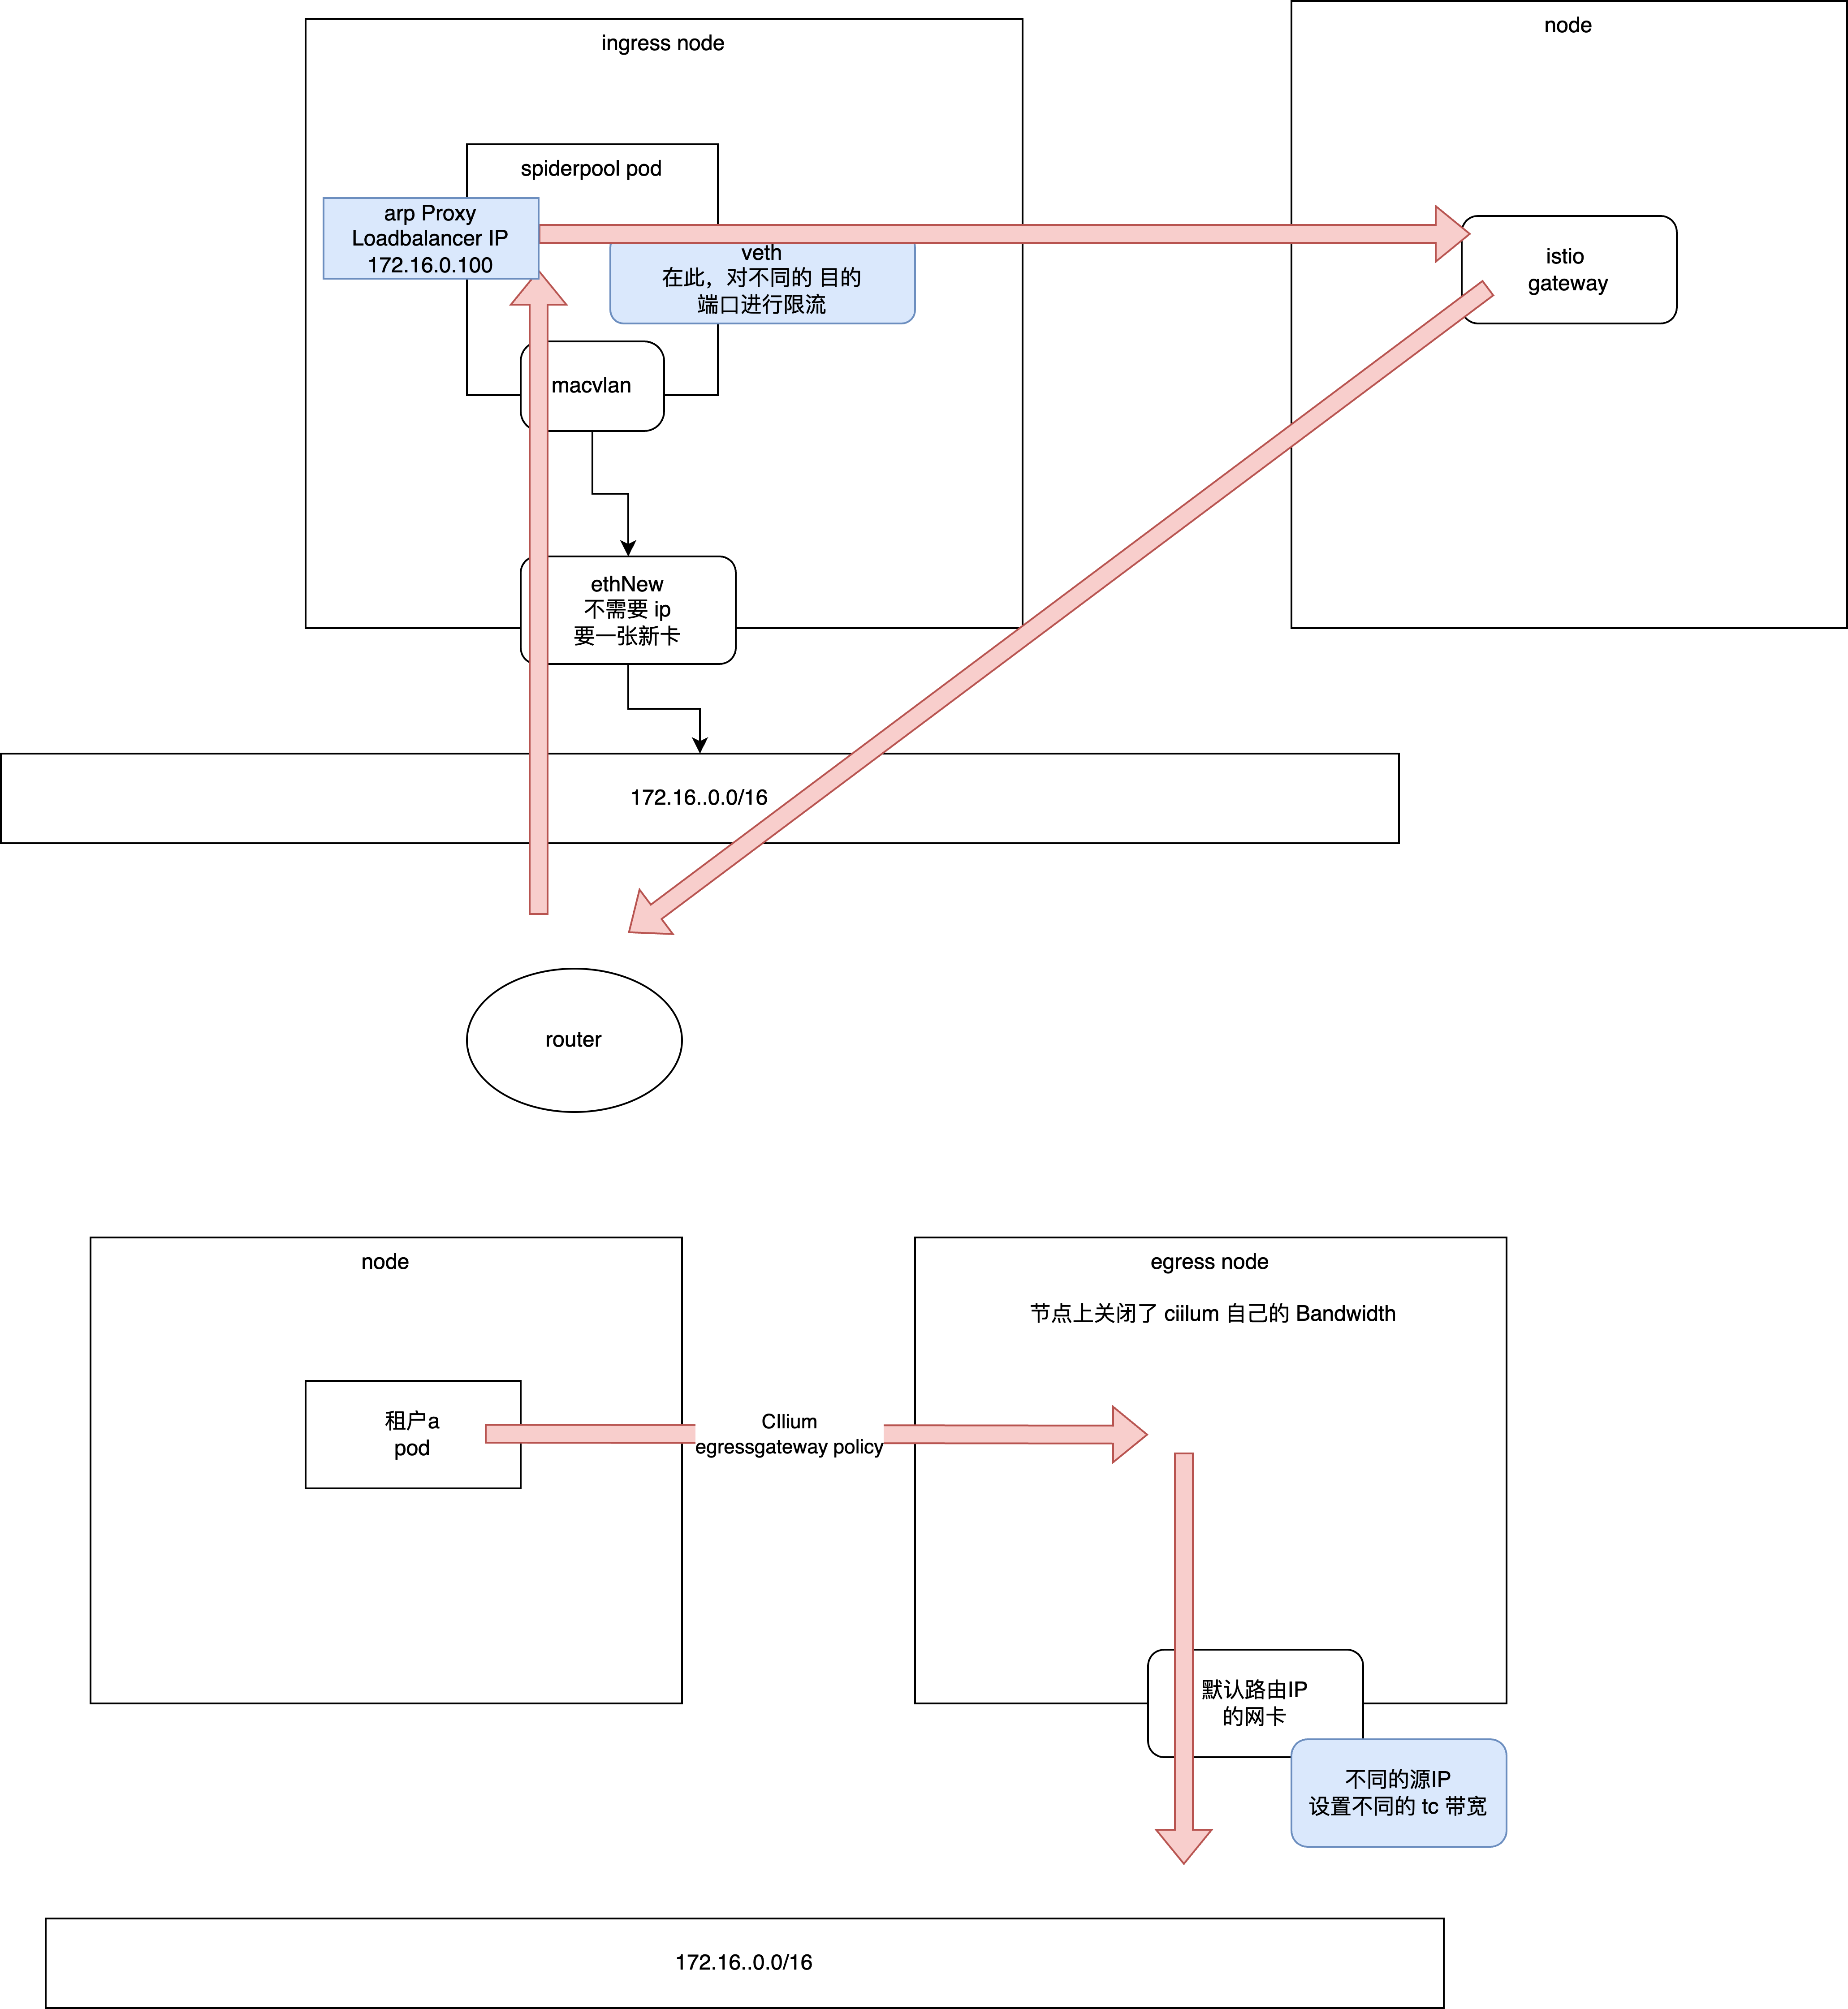 ingress node
node
spiderpool pod
arp Proxy
Loadbalancer IP
172.16.0.100
veth
在此，对不同的 目的
端口进行限流
istio
gateway
macvlan
ethNew
不需要 ip
要一张新卡
172.16..0.0/16
router
node
egress node
节点上关闭了 ciilum 自己的 Bandwidth
租户a
pod
CIlium
egressgateway policy
默认路由IP
的网卡
不同的源IP
设置不同的 tc 带宽
172.16..0.0/16